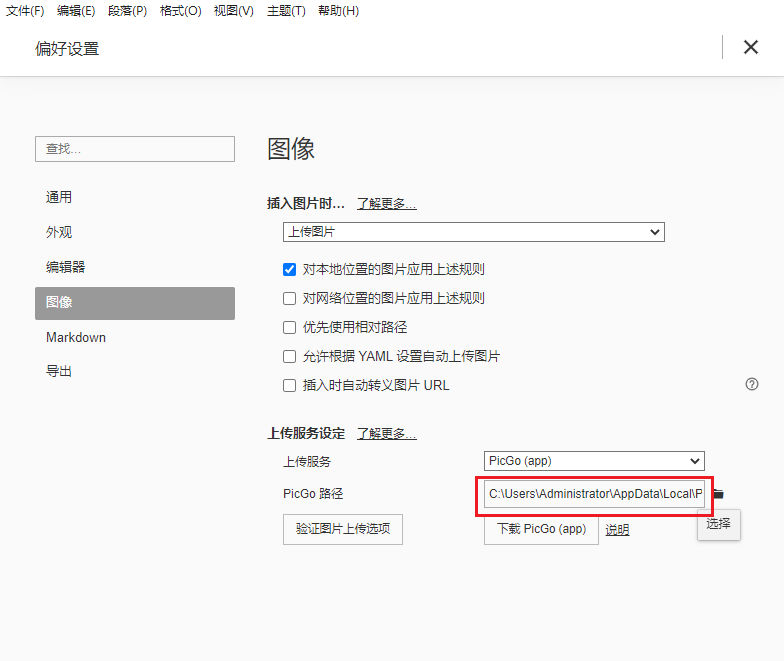 文件(F) 编辑(E) 段落(P) 格式(O) 视图(V) 主题(T) 帮助(H)
偏好设置
查找...
通用
外观
编辑器
图像
Markdown
导出
图像
插入图片时... 了解更多...
上传图片
对本地位置的图片应用上述规则
对网络位置的图片应用上述规则
优先使用相对路径
允许根据 YAML 设置自动上传图片
插入时自动转义图片 URL
上传服务设定 了解更多...
上传服务 PicGo (app)
PicGo 路径 C:\Users\Administrator\AppData\Local\P
验证图片上传选项 下载 PicGo (app) 说明
选择